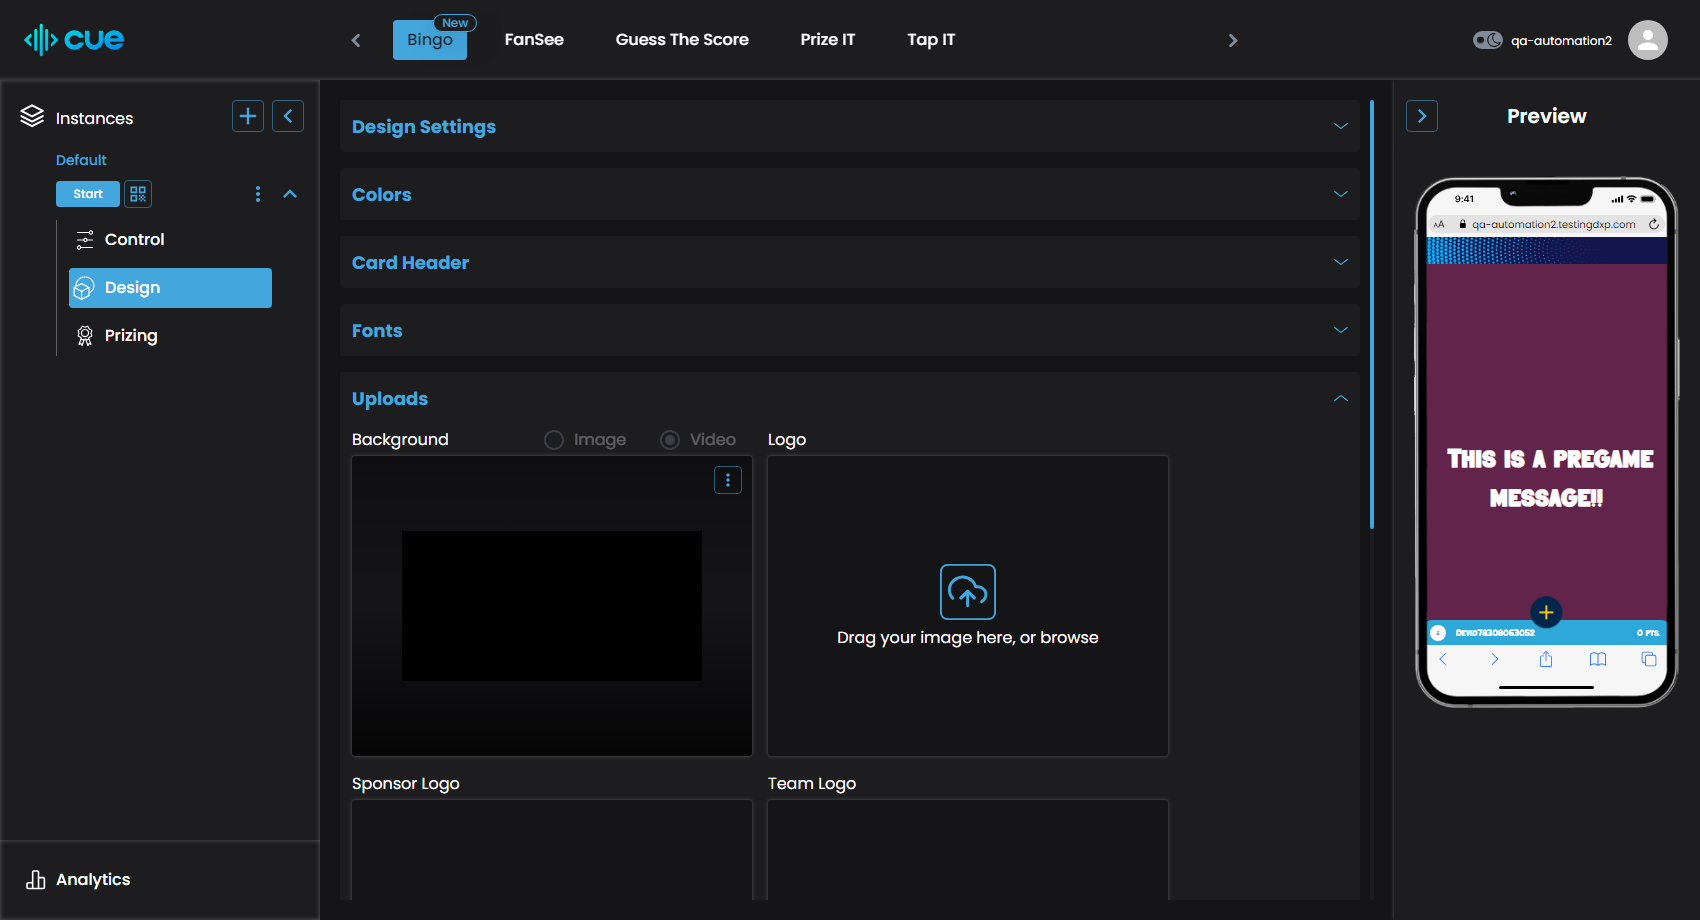 cue
Bingo
New
FanSee
Guess The Score
Prize IT
Tap IT
qa-automation2
Instances
Default
Start
Control
Design
Prizing
Analytics
Design Settings
Colors
Card Header
Fonts
Uploads
Background
Image
Video
Logo
Drag your image here, or browse
Sponsor Logo
Team Logo
Preview
9:41
AA
qa-automation2.testingdxp.com
THIS IS A PREGAME
MESSAGE!!
DEVID78308063052
0 PTS.